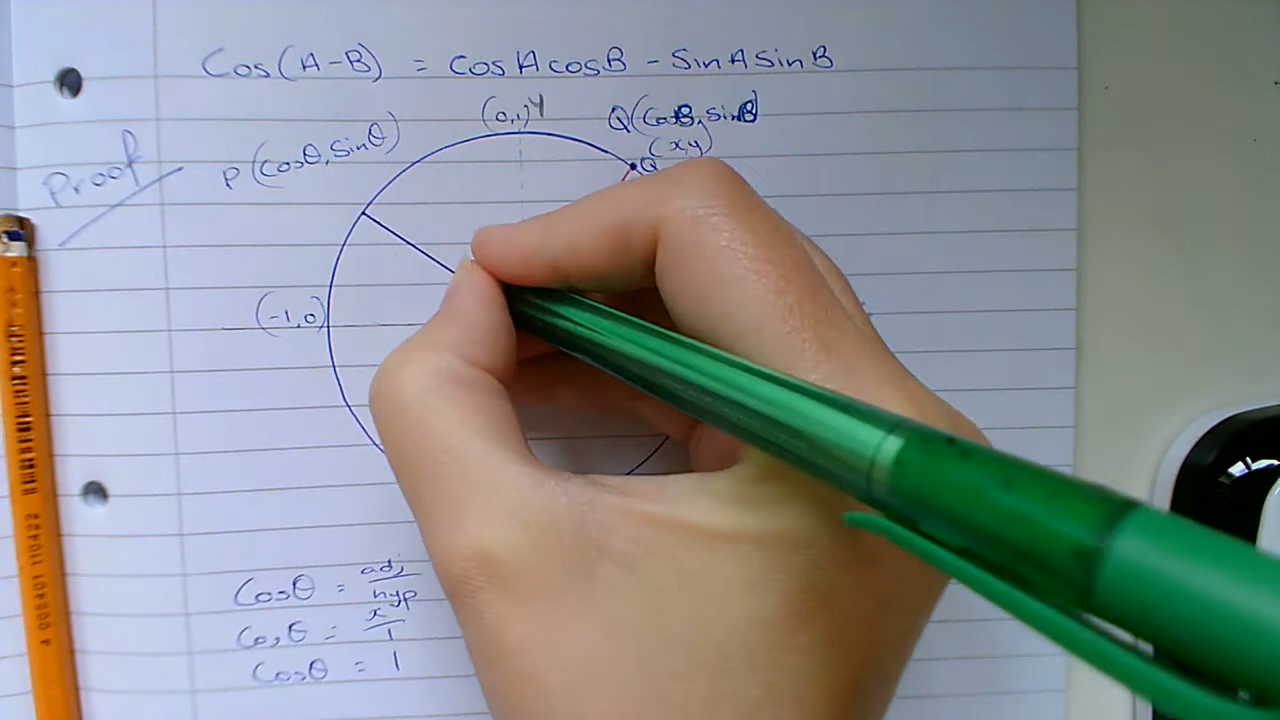 Cos(A-B) = cosAcosB - SinASinB
(0,1) y
Q(CosB, SinB)
(x,y)
Q
Proof
P(cosθ, Sinθ)
(-1,0)
Cosθ = adj/hyp
Cosθ = x/1
Cosθ = 1